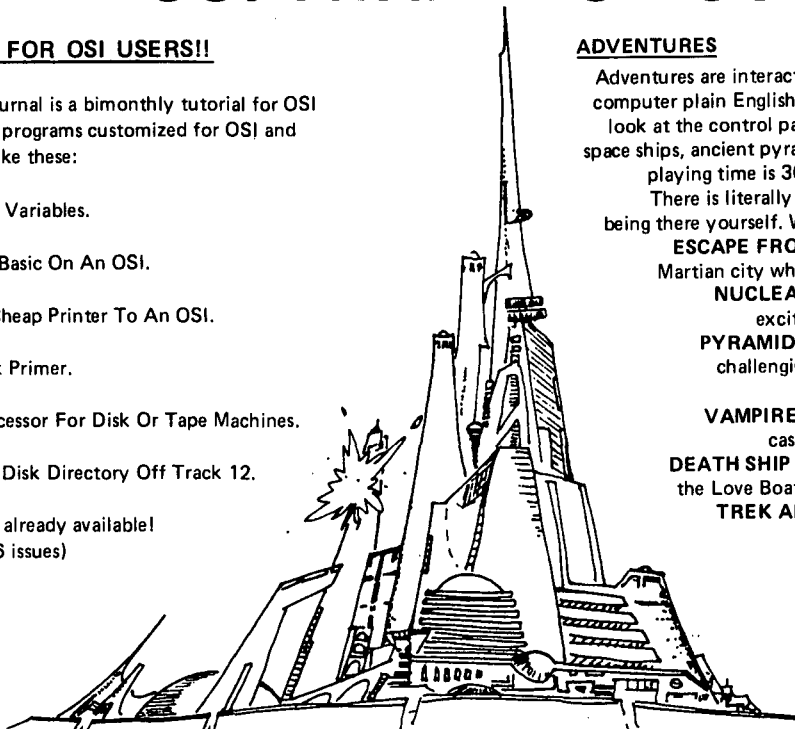 FOR OSI USERS!!
urnal is a bimonthly tutorial for OSI
programs customized for OSI and
ke these:
Variables.
Basic On An OSI.
heap Printer To An OSI.
Primer.
cessor For Disk Or Tape Machines.
Disk Directory Off Track 12.
already available!
6 issues)
ADVENTURES
Adventures are interact
computer plain English
look at the control pa
space ships, ancient pyra
playing time is 30
There is literally
being there yourself. W
ESCAPE FRO
Martian city wh
NUCLEA
excit
PYRAMID
challengi
VAMPIRE
cas
DEATH SHIP
the Love Boat
TREK A